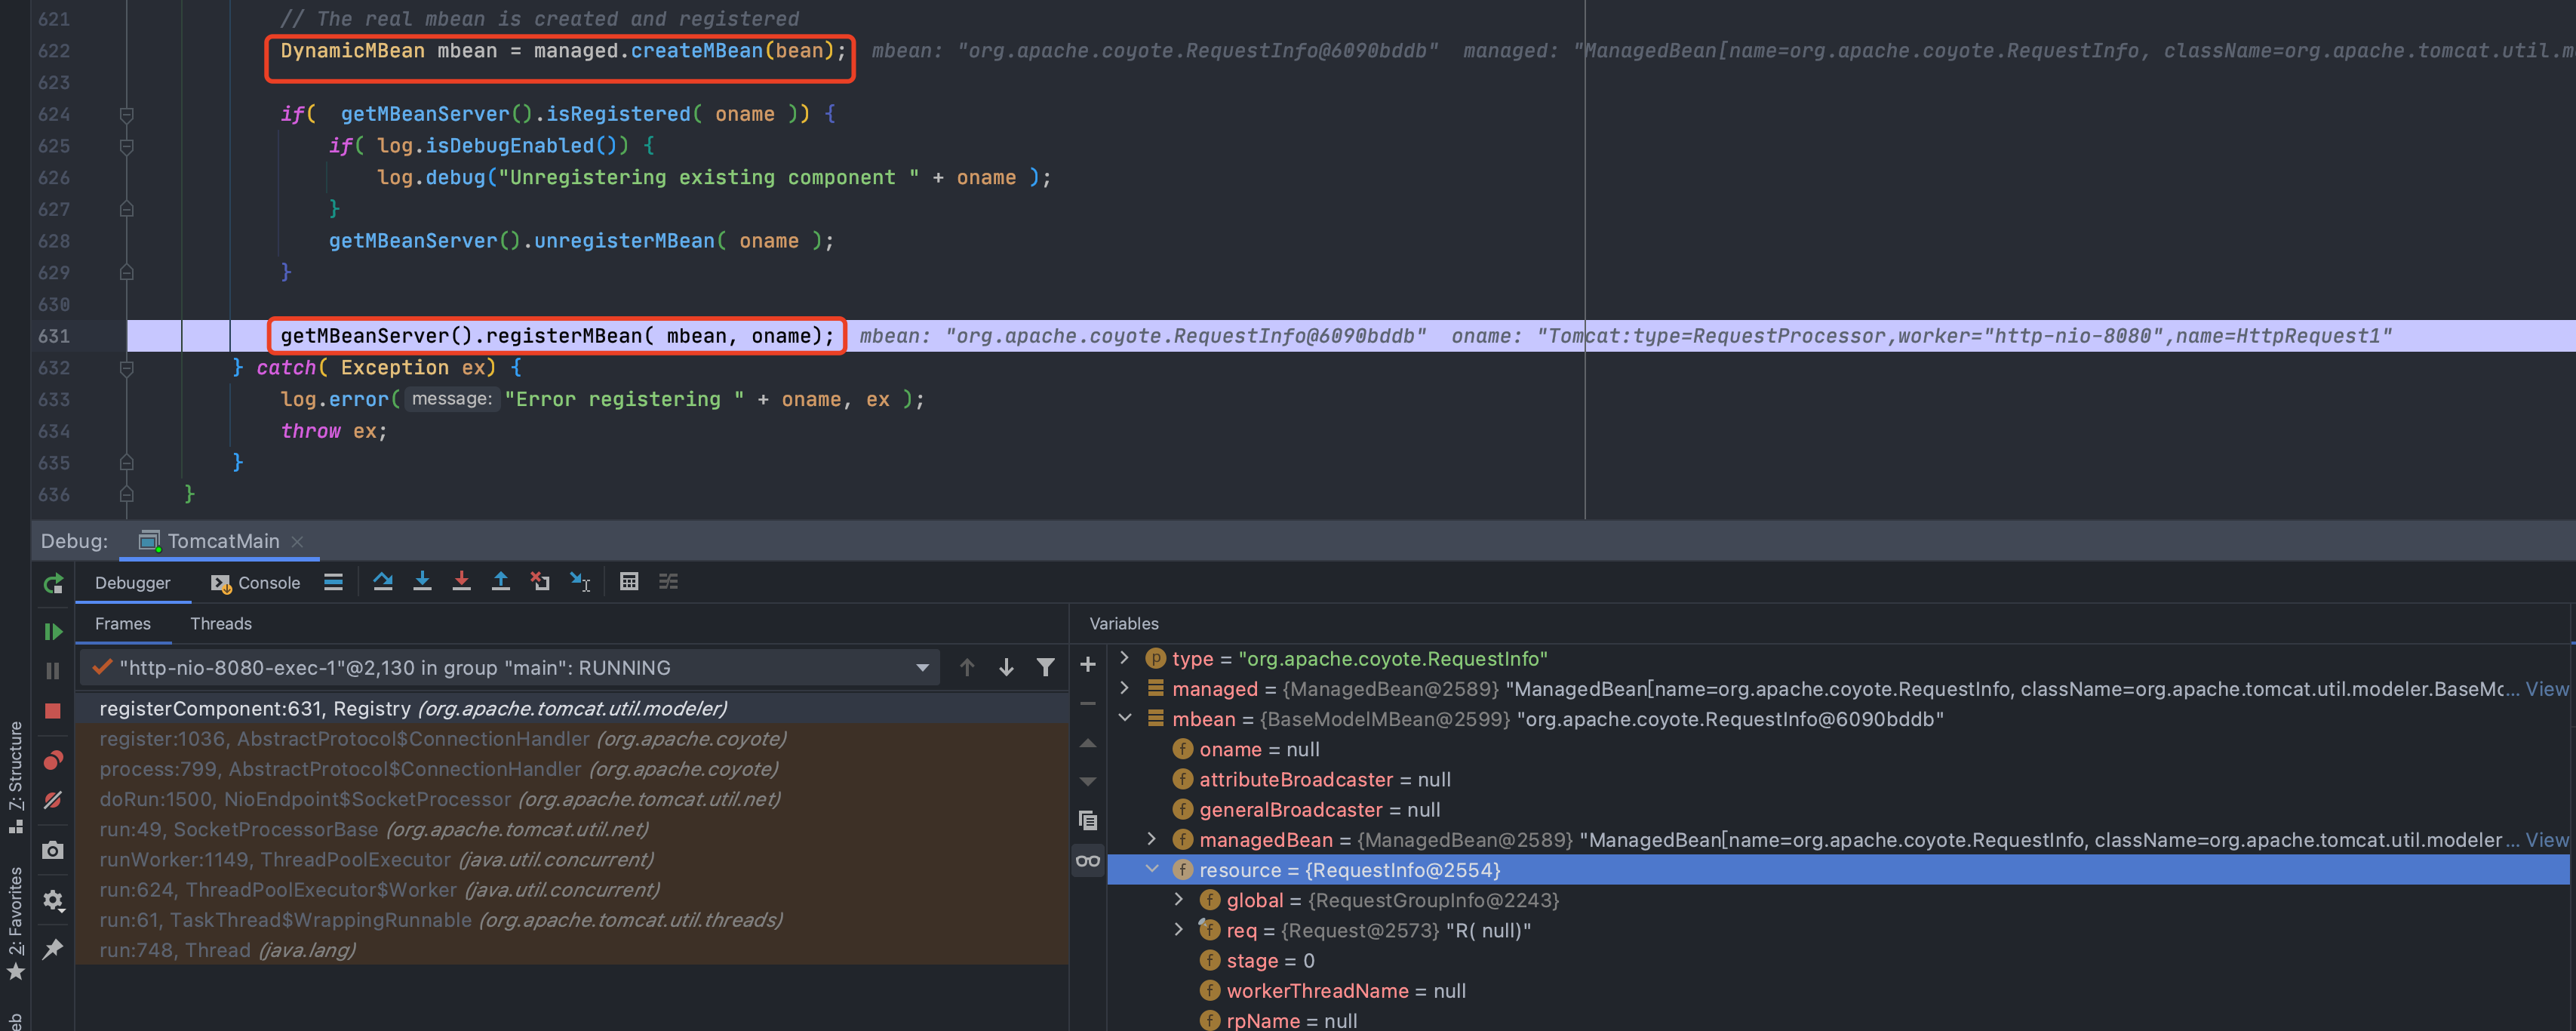 621 // The real mbean is created and registered
622 DynamicMBean mbean = managed.createMBean(bean); mbean: "org.apache.coyote.RequestInfo@6090bddb" managed: "ManagedBean[name=org.apache.coyote.RequestInfo, className=org.apache.tomcat.util.m
623
624 if( getMBeanServer().isRegistered( oname )) {
625 if( log.isDebugEnabled()) {
626 log.debug("Unregistering existing component " + oname );
627 }
628 getMBeanServer().unregisterMBean( oname );
629 }
630
631 getMBeanServer().registerMBean( mbean, oname); mbean: "org.apache.coyote.RequestInfo@6090bddb" oname: "Tomcat:type=RequestProcessor,worker="http-nio-8080",name=HttpRequest1"
632 } catch( Exception ex) {
633 log.error( message: "Error registering " + oname, ex );
634 throw ex;
635 }
636 }
Debug: TomcatMain
Debugger Console
Frames Threads
"http-nio-8080-exec-1"@2,130 in group "main": RUNNING
registerComponent:631, Registry (org.apache.tomcat.util.modeler)
register:1036, AbstractProtocol$ConnectionHandler (org.apache.coyote)
process:799, AbstractProtocol$ConnectionHandler (org.apache.coyote)
doRun:1500, NioEndpoint$SocketProcessor (org.apache.tomcat.util.net)
run:49, SocketProcessorBase (org.apache.tomcat.util.net)
runWorker:1149, ThreadPoolExecutor (java.util.concurrent)
run:624, ThreadPoolExecutor$Worker (java.util.concurrent)
run:61, TaskThread$WrappingRunnable (org.apache.tomcat.util.threads)
run:748, Thread (java.lang)
Variables
p type = "org.apache.coyote.RequestInfo"
managed = {ManagedBean@2589} "ManagedBean[name=org.apache.coyote.RequestInfo, className=org.apache.tomcat.util.modeler.BaseMc... View
mbean = {BaseModelMBean@2599} "org.apache.coyote.RequestInfo@6090bddb"
f oname = null
f attributeBroadcaster = null
f generalBroadcaster = null
f managedBean = {ManagedBean@2589} "ManagedBean[name=org.apache.coyote.RequestInfo, className=org.apache.tomcat.util.modeler ... View
f resource = {RequestInfo@2554}
f global = {RequestGroupInfo@2243}
f req = {Request@2573} "R( null)"
f stage = 0
f workerThreadName = null
f rpName = null
7: Structure
2: Favorites
eb